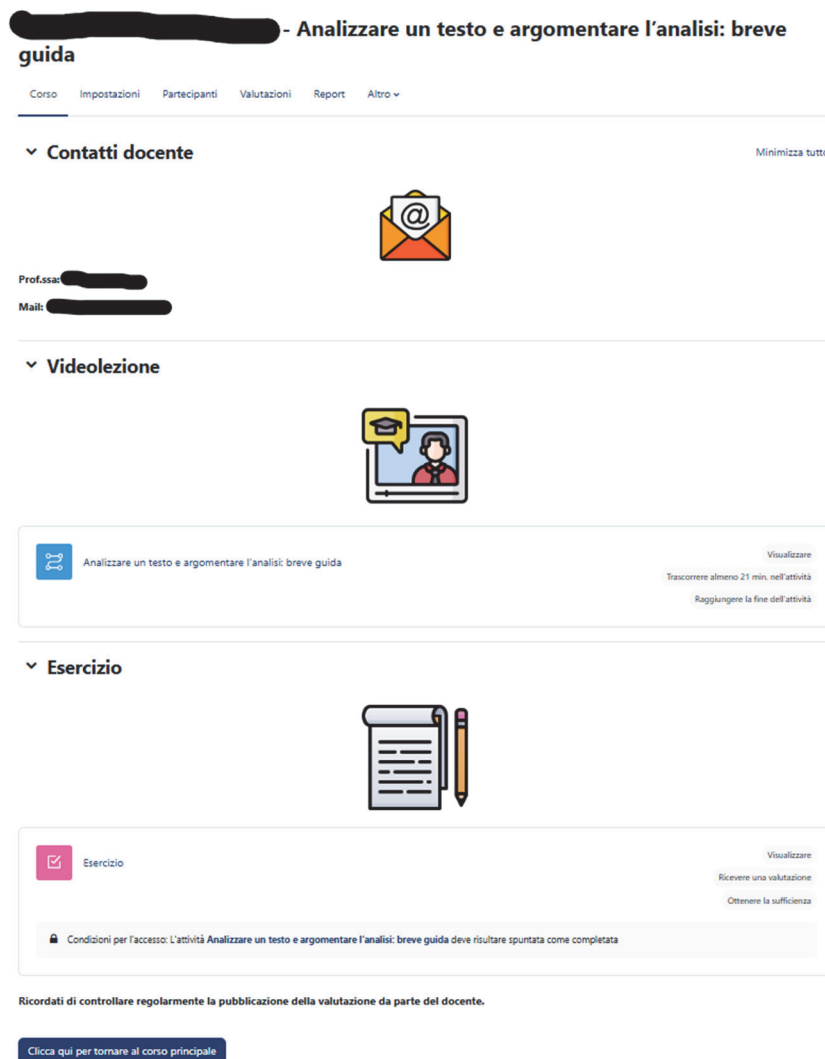 - Analizzare un testo e argomentare l'analisi: breve
guida
Corso Impostazioni Partecipanti Valutazioni Report Altro
Contatti docente
Minimizza tutto
@
Prof.ssa:
Mail:
Videolezione
Analizzare un testo e argomentare l'analisi: breve guida
Visualizzare
Trascorrere almeno 21 min. nell'attività
Raggiungere la fine dell'attività
Esercizio
Esercizio
Visualizzare
Ricevere una valutazione
Ottenere la sufficienza
Condizioni per l'accesso: L'attività Analizzare un testo e argomentare l'analisi: breve guida deve risultare spuntata come completata
Ricordati di controllare regolarmente la pubblicazione della valutazione da parte del docente.
Clicca qui per tornare al corso principale